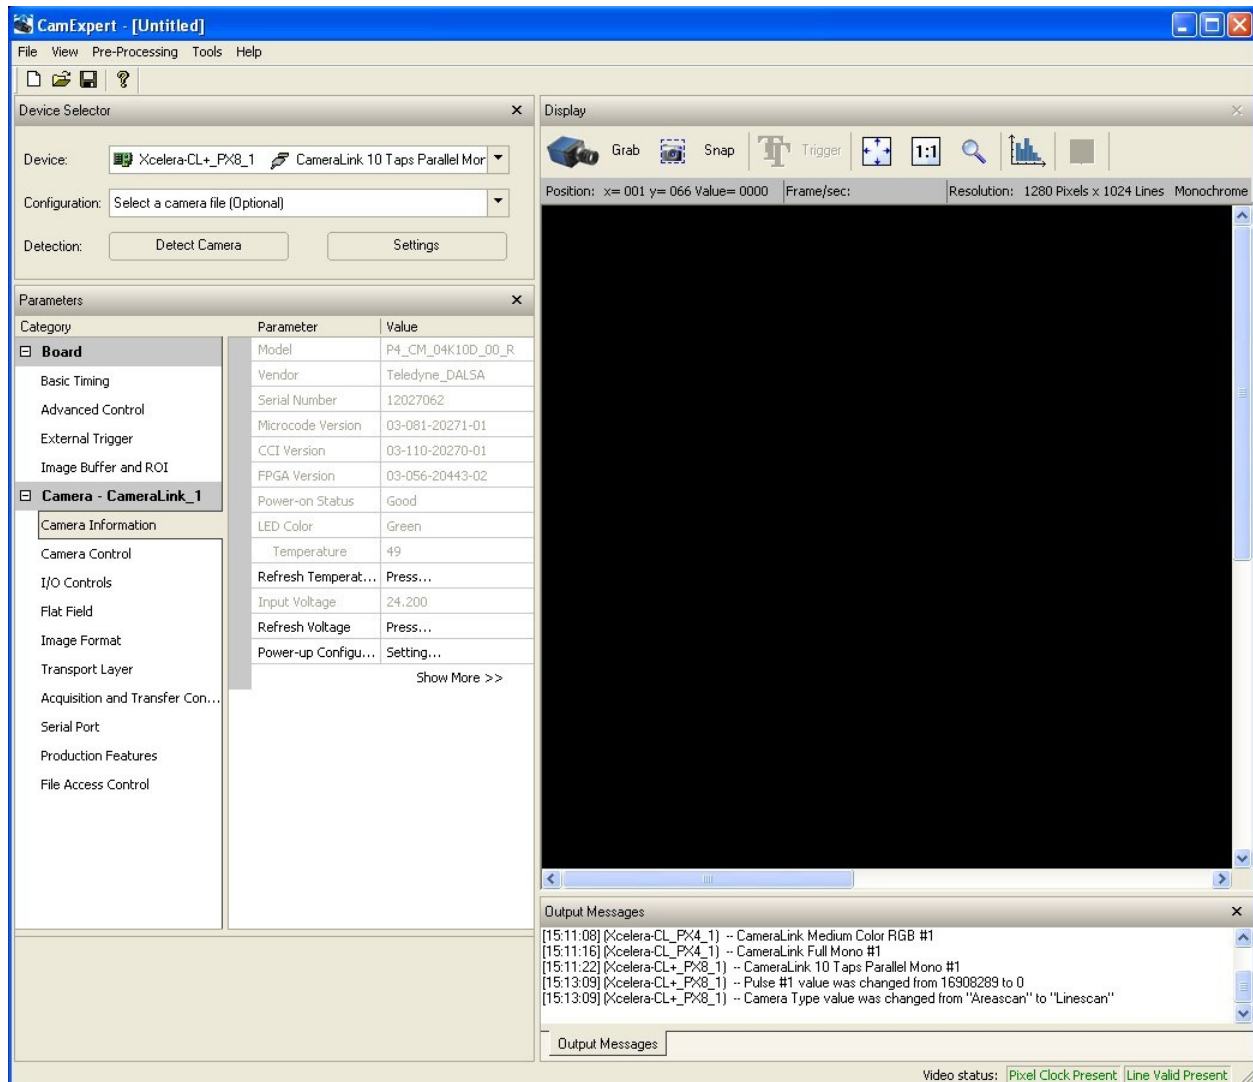 CamExpert - [Untitled]
File View Pre-Processing Tools Help
Device Selector
Device: Xcelera-CL+_PX8_1 CameraLink 10 Taps Parallel Mor
Configuration: Select a camera file (Optional)
Detection: Detect Camera Settings
Parameters
Category Parameter Value
Board
Basic Timing
Advanced Control
External Trigger
Image Buffer and ROI
Camera - CameraLink_1
Camera Information
Camera Control
I/O Controls
Flat Field
Image Format
Transport Layer
Acquisition and Transfer Con...
Serial Port
Production Features
File Access Control
Model P4_CM_04K10D_00_R
Vendor Teledyne_DALSA
Serial Number 12027062
Microcode Version 03-081-20271-01
CCI Version 03-110-20270-01
FPGA Version 03-056-20443-02
Power-on Status Good
LED Color Green
Temperature 49
Refresh Temperat... Press...
Input Voltage 24.200
Refresh Voltage Press...
Power-up Configu... Setting...
Show More >>
Display
Grab Snap Trigger 1:1
Position: x= 001 y= 066 Value= 0000 Frame/sec: Resolution: 1280 Pixels x 1024 Lines Monochrome
Output Messages
[15:11:08] (Xcelera-CL_PX4_1) -- CameraLink Medium Color RGB #1
[15:11:16] (Xcelera-CL_PX4_1) -- CameraLink Full Mono #1
[15:11:22] (Xcelera-CL+_PX8_1) -- CameraLink 10 Taps Parallel Mono #1
[15:13:09] (Xcelera-CL+_PX8_1) -- Pulse #1 value was changed from 16908289 to 0
[15:13:09] (Xcelera-CL+_PX8_1) -- Camera Type value was changed from "Areascan" to "Linescan"
Output Messages
Video status: Pixel Clock Present Line Valid Present